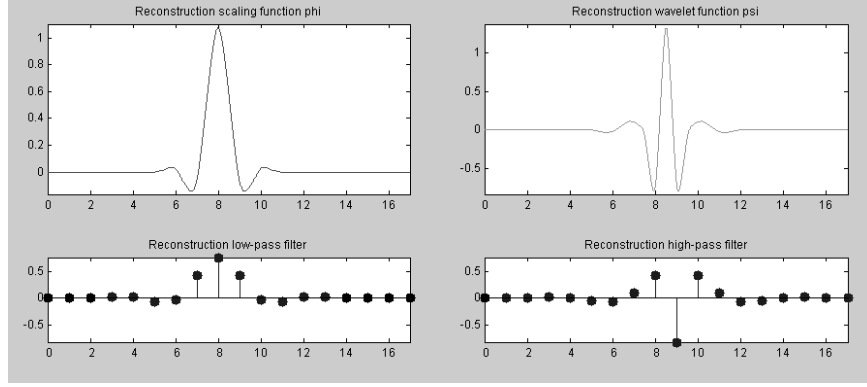 Reconstruction scaling function phi
1
0.8
0.6
0.4
0.2
0
0 2 4 6 8 10 12 14 16
Reconstruction wavelet function psi
1
0.5
0
-0.5
0 2 4 6 8 10 12 14 16
Reconstruction low-pass filter
0.5
0
-0.5
0 2 4 6 8 10 12 14 16
Reconstruction high-pass filter
0.5
0
-0.5
0 2 4 6 8 10 12 14 16